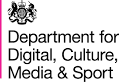 Department for
Digital, Culture,
Media & Sport